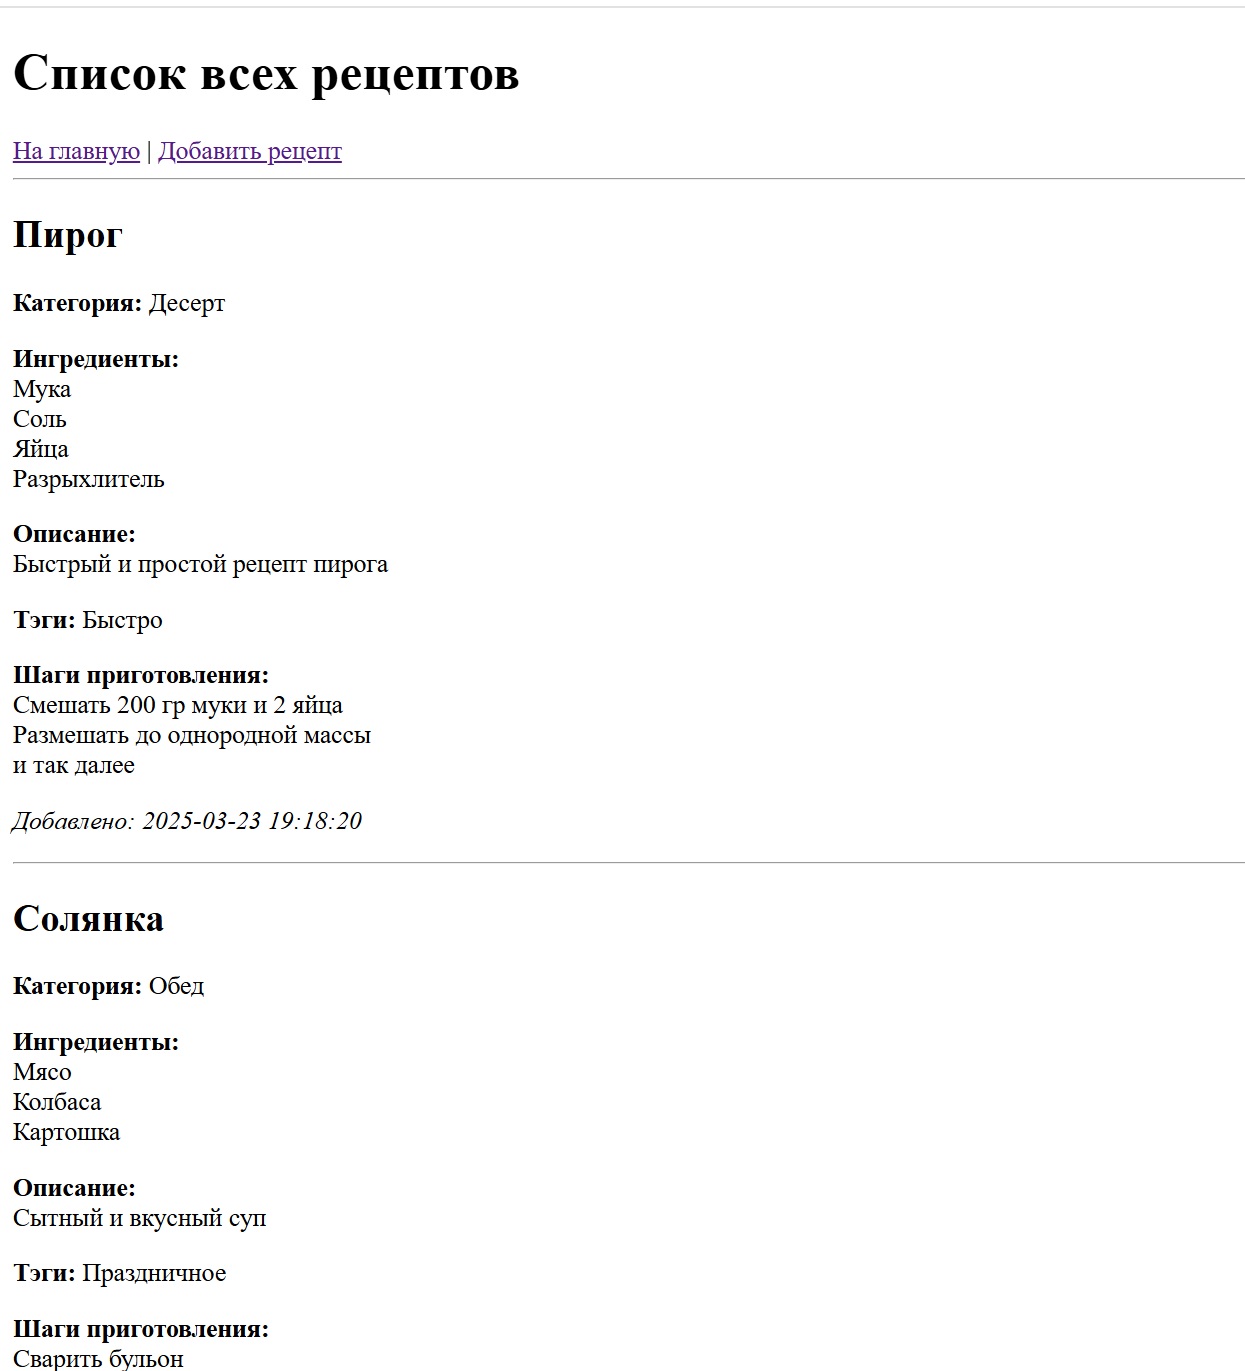 Список всех рецептов
На главную | Добавить рецепт
Пирог
Категория: Десерт
Ингредиенты:
Мука
Соль
Яйца
Разрыхлитель
Описание:
Быстрый и простой рецепт пирога
Тэги: Быстро
Шаги приготовления:
Смешать 200 гр муки и 2 яйца
Размешать до однородной массы
и так далее
Добавлено: 2025-03-23 19:18:20
Солянка
Категория: Обед
Ингредиенты:
Мясо
Колбаса
Картошка
Описание:
Сытный и вкусный суп
Тэги: Праздничное
Шаги приготовления:
Сварить бульон